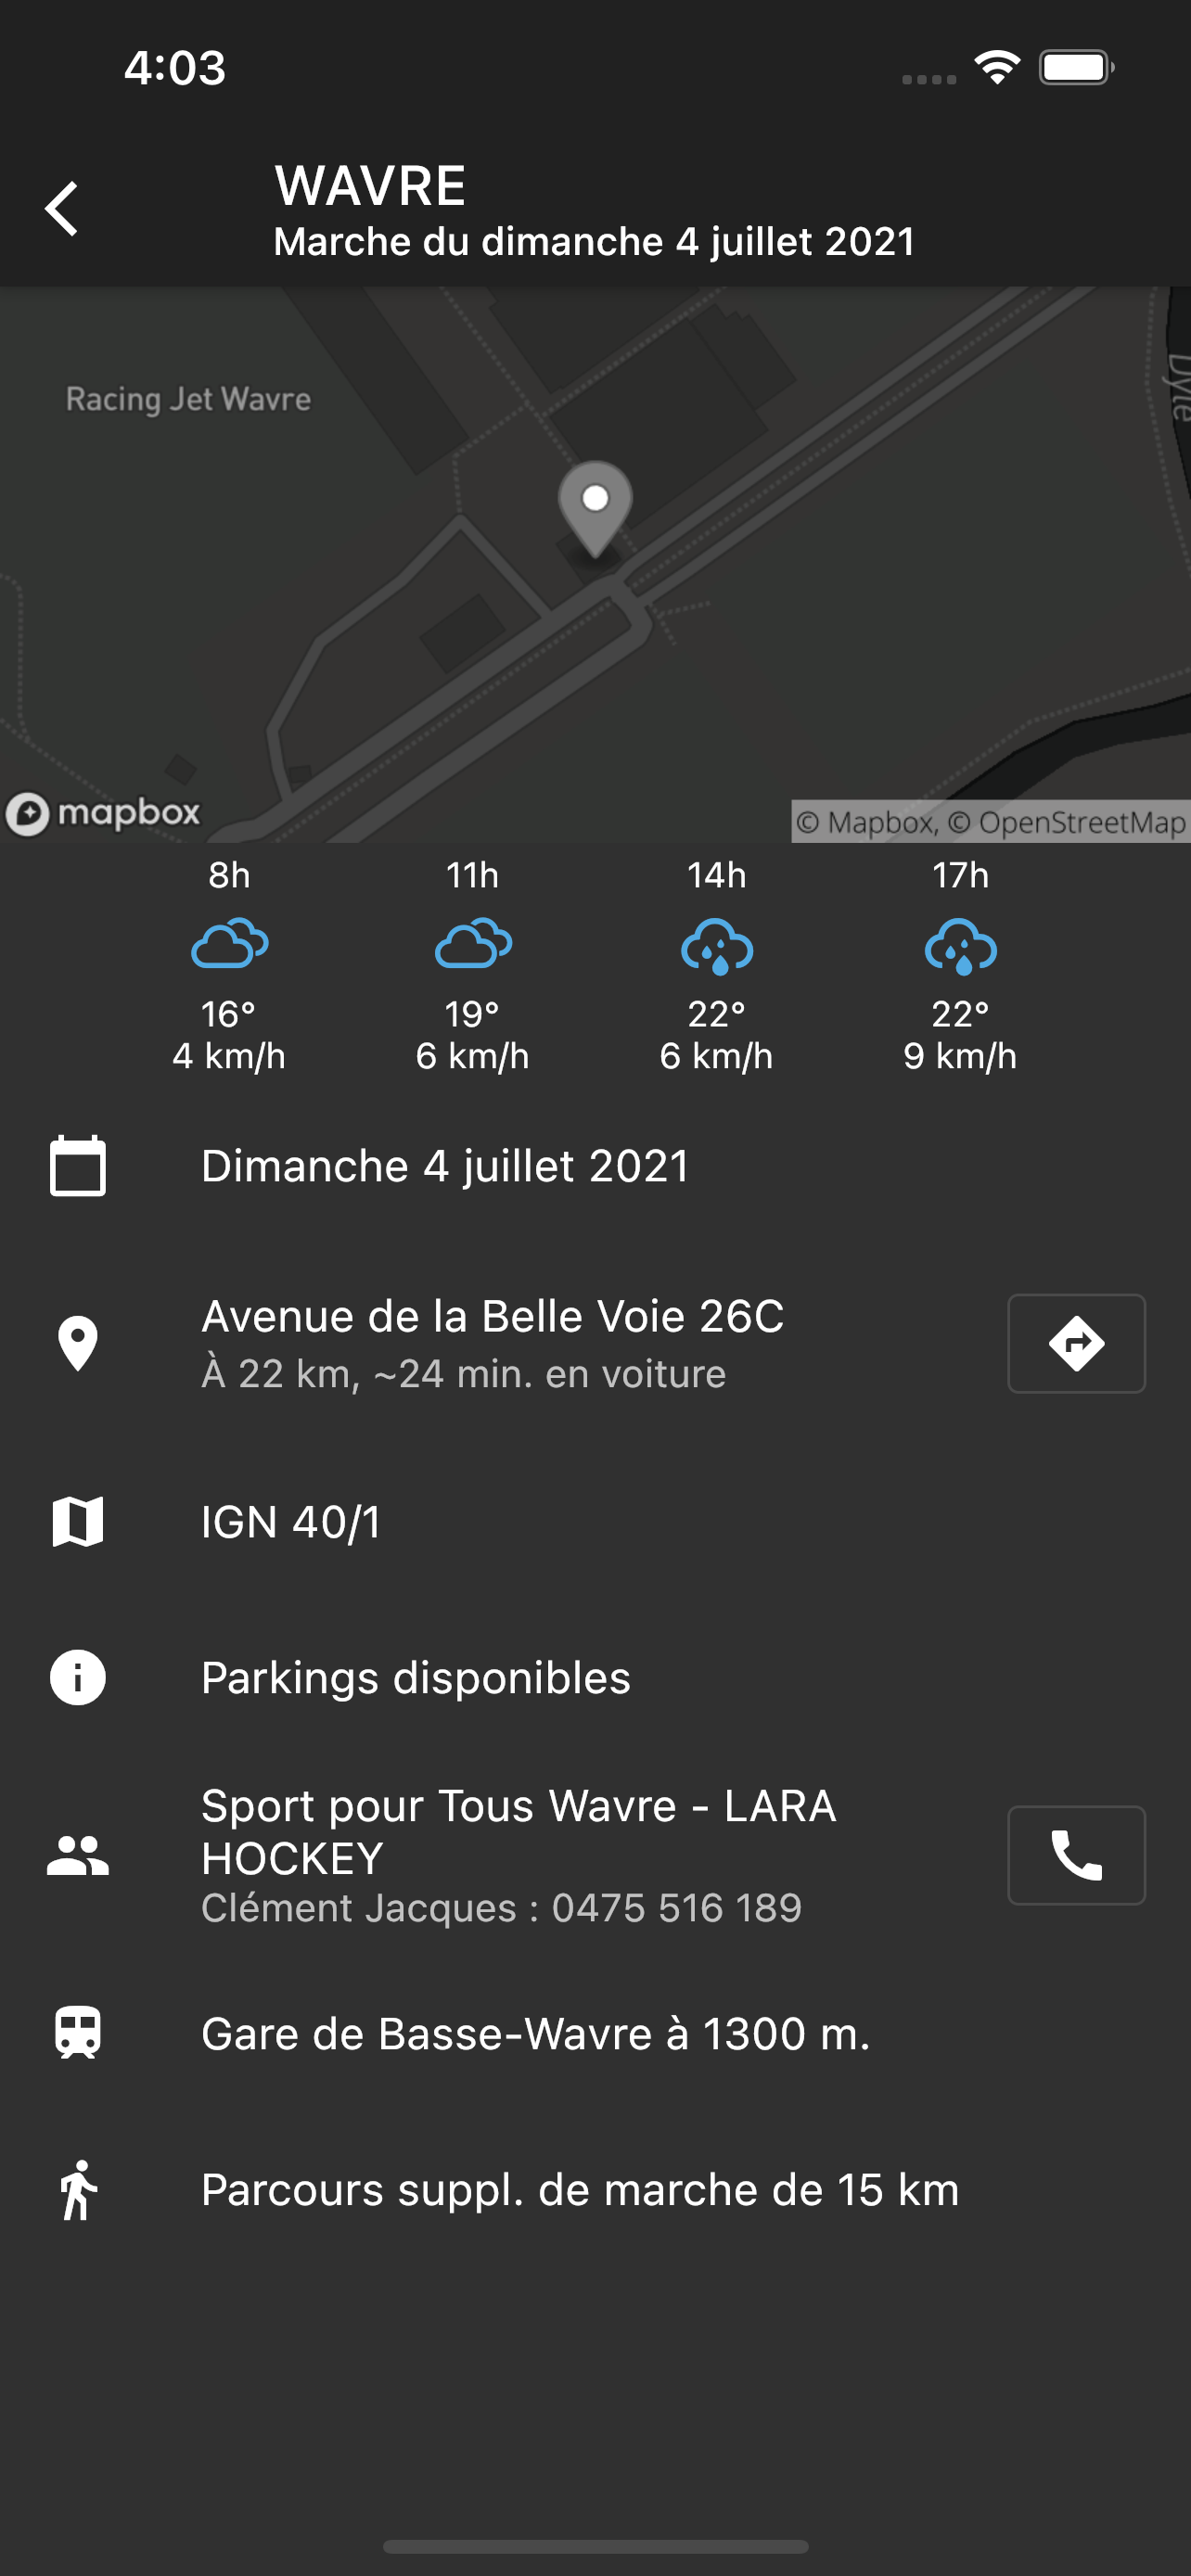 4:03
WAVRE
Marche du dimanche 4 juillet 2021
Racing Jet Wavre
Dyle
mapbox
© Mapbox, © OpenStreetMap
8h 11h 14h 17h
16° 19° 22° 22°
4 km/h 6 km/h 6 km/h 9 km/h
Dimanche 4 juillet 2021
Avenue de la Belle Voie 26C
À 22 km, ~24 min. en voiture
IGN 40/1
Parkings disponibles
Sport pour Tous Wavre - LARA
HOCKEY
Clément Jacques : 0475 516 189
Gare de Basse-Wavre à 1300 m.
Parcours suppl. de marche de 15 km